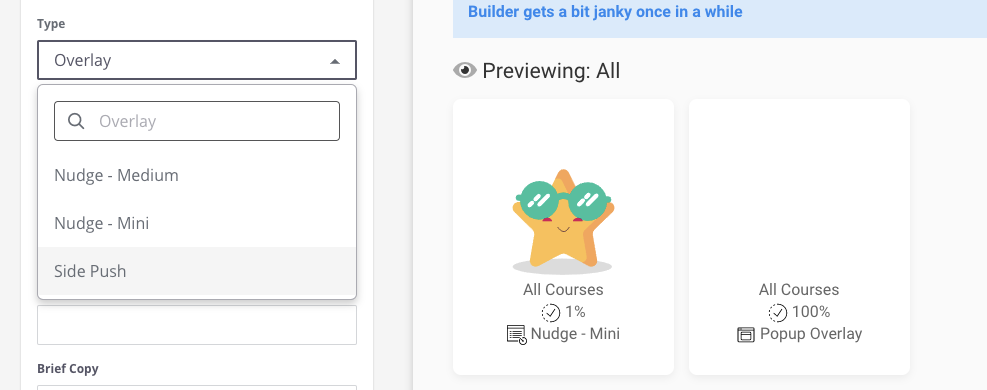 Type
Overlay
Overlay
Nudge - Medium
Nudge - Mini
Side Push
Brief Copy
Builder gets a bit janky once in a while
Previewing: All
All Courses
1%
Nudge - Mini
All Courses
100%
Popup Overlay